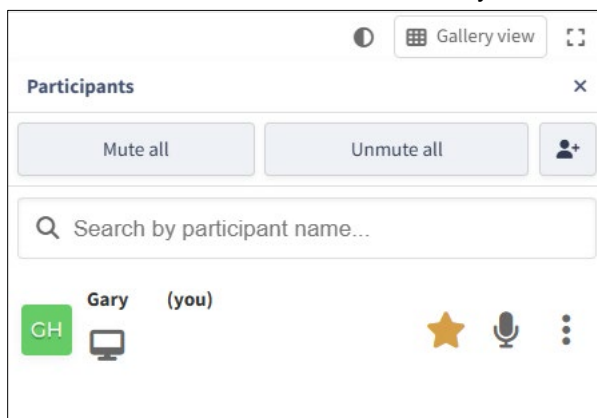 Gallery view
Participants
Mute all Unmute all
Search by participant name...
Gary (you)
GH